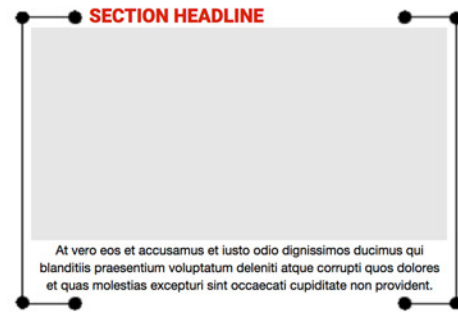 SECTION HEADLINE
At vero eos et accusamus et iusto odio dignissimos ducimus qui
blanditiis praesentium voluptatum deleniti atque corrupti quos dolores
et quas molestias excepturi sint occaecati cupiditate non provident.